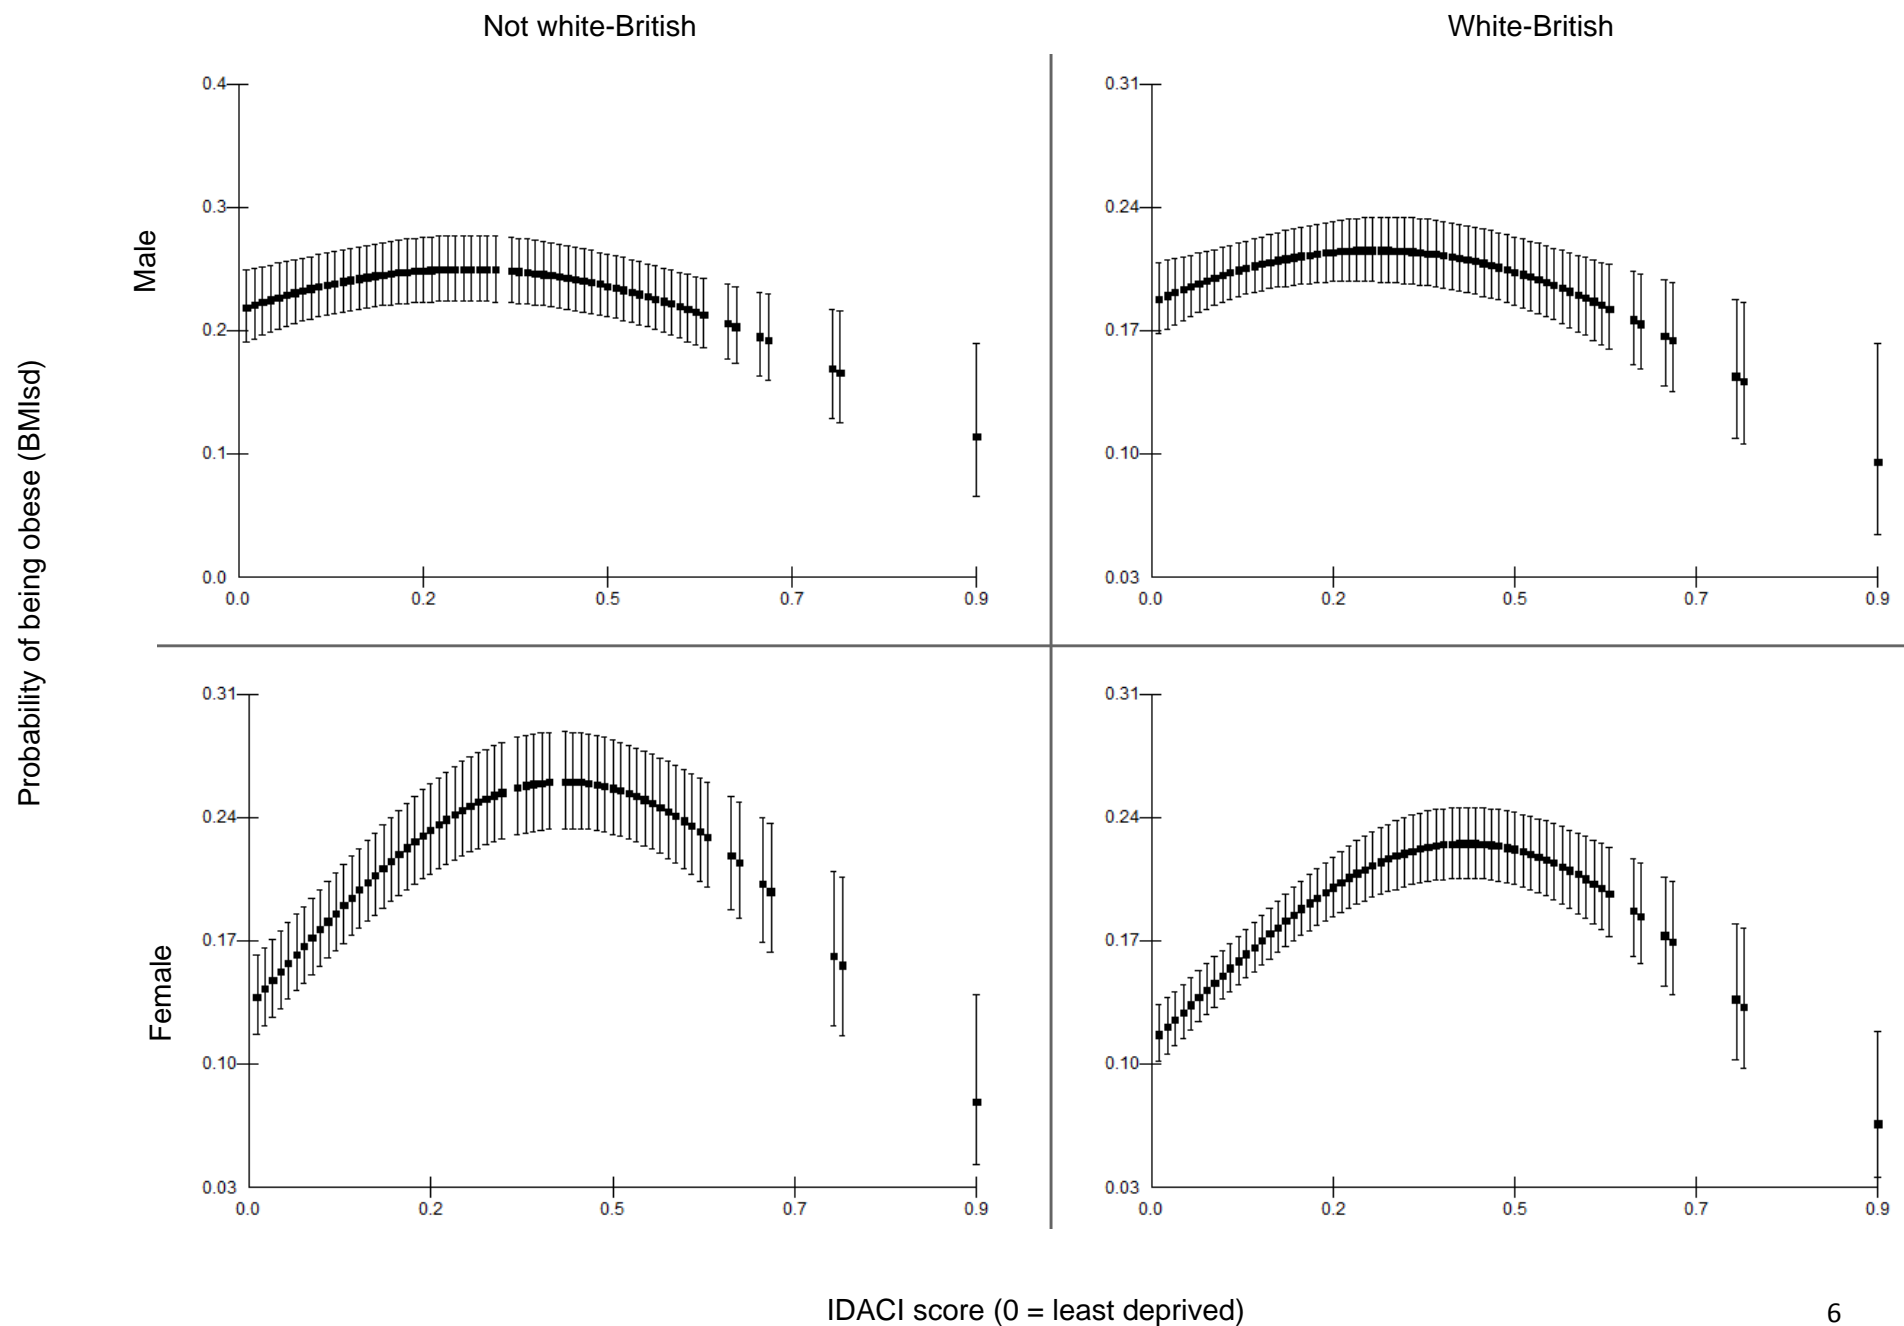 Not white-British
White-British
Probability of being obese (BMIsd)
Male
0.4
0.3
0.2
0.1
0.0
0.0 0.2 0.5 0.7 0.9
0.31
0.24
0.17
0.10
0.03
0.0 0.2 0.5 0.7 0.9
Female
0.31
0.24
0.17
0.10
0.03
0.0 0.2 0.5 0.7 0.9
0.31
0.24
0.17
0.10
0.03
0.0 0.2 0.5 0.7 0.9
IDACI score (0 = least deprived)
6